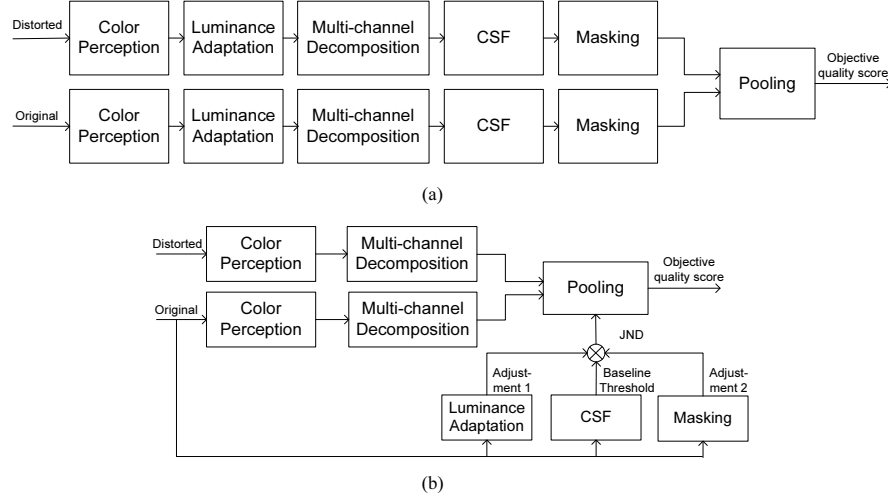 Distorted
Color
Perception
Luminance
Adaptation
Multi-channel
Decomposition
CSF
Masking
Original
Color
Perception
Luminance
Adaptation
Multi-channel
Decomposition
CSF
Masking
Pooling
Objective
quality score
(a)
Distorted
Color
Perception
Multi-channel
Decomposition
Original
Color
Perception
Multi-channel
Decomposition
Pooling
Objective
quality score
JND
Adjust-
ment 1
Baseline
Threshold
Adjust-
ment 2
Luminance
Adaptation
CSF
Masking
(b)